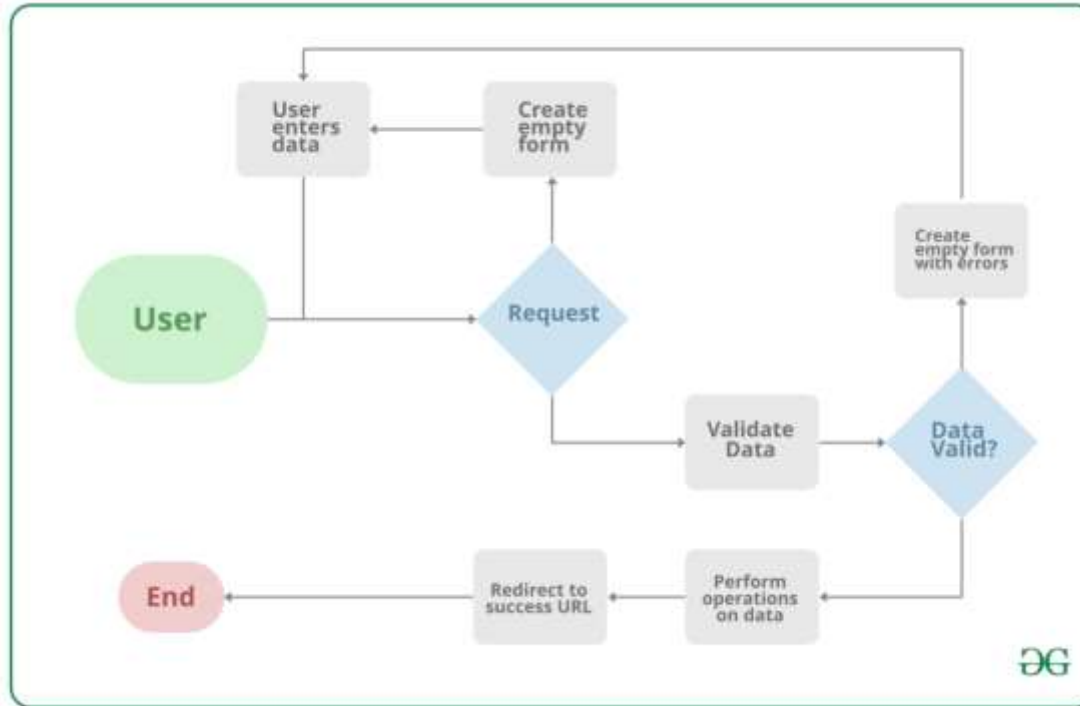 User
enters
data
Create
empty
form
Create
empty form
with errors
User
Request
Validate
Data
Data
Valid?
End
Redirect to
success URL
Perform
operations
on data